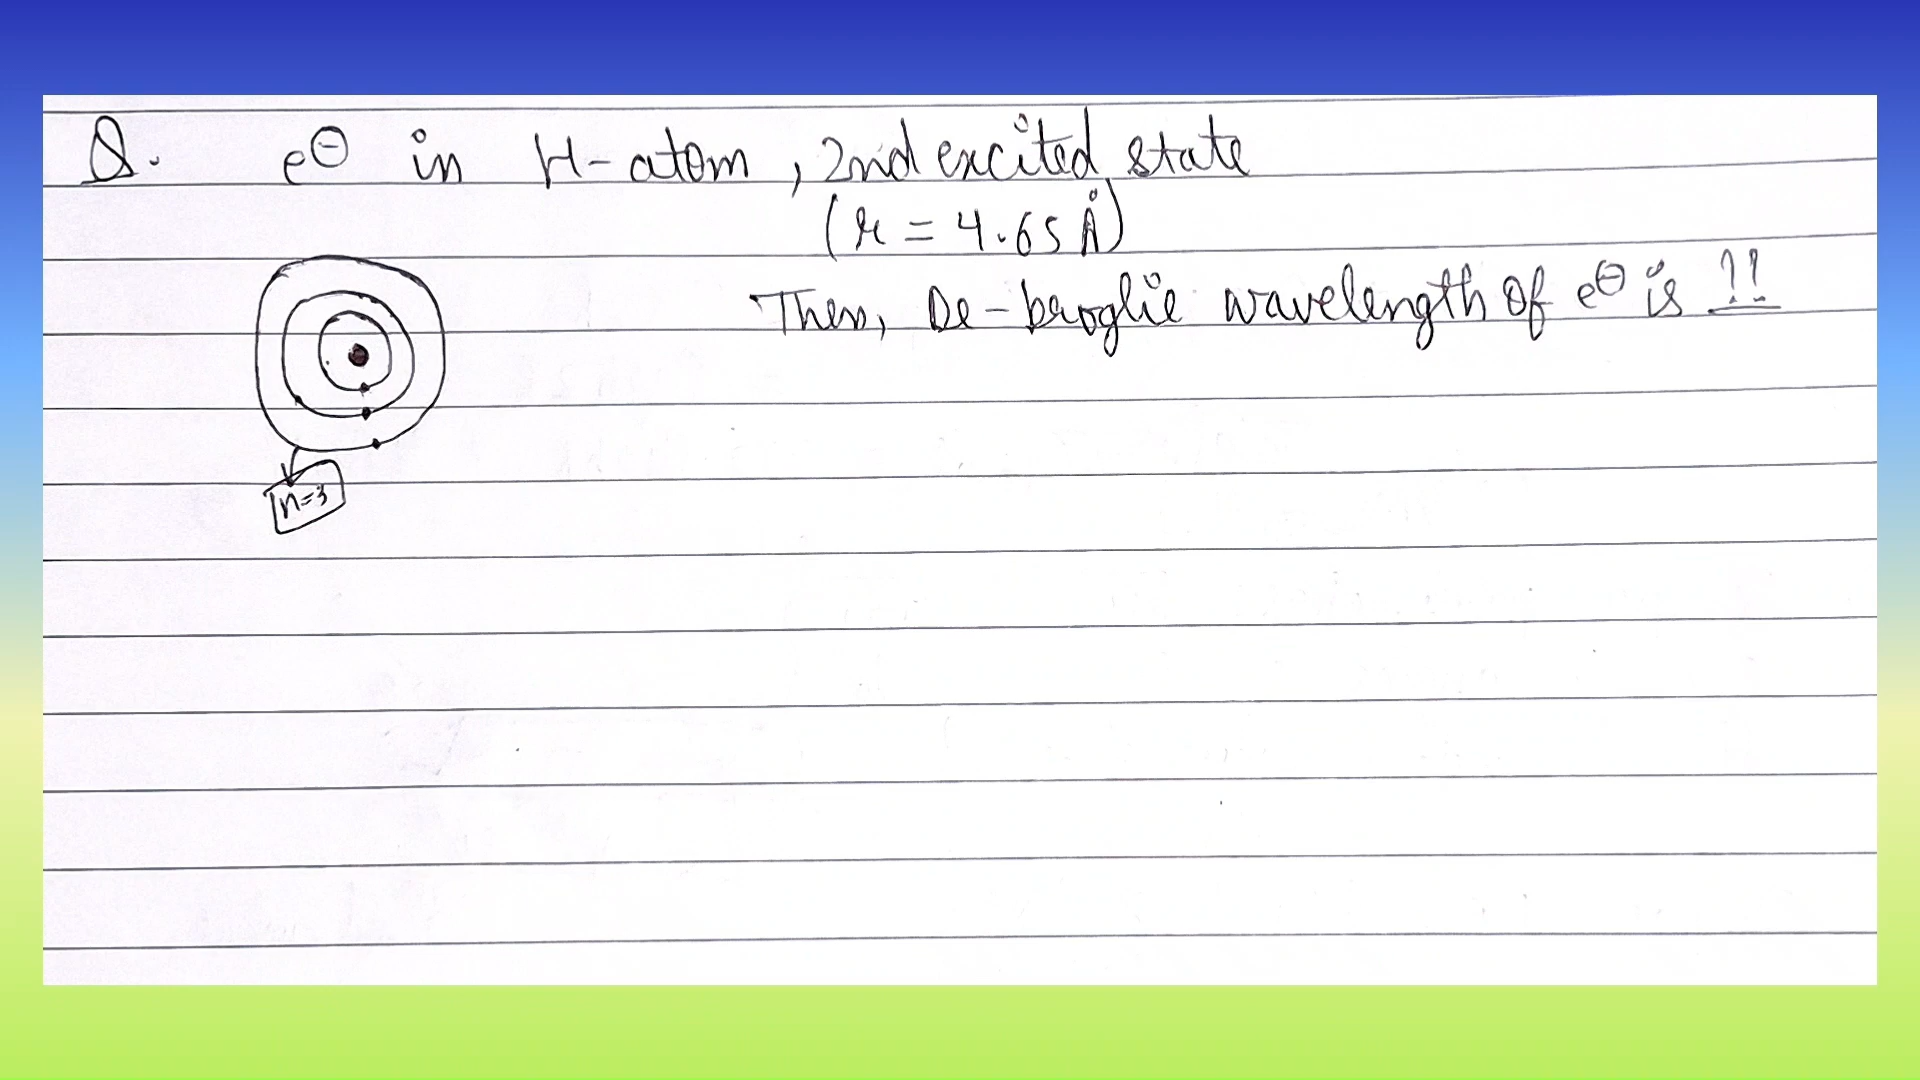 Q. e⊖ in H-atom, 2nd excited state
(r = 4.65 Å)
Then, De-broglie wavelength of e⊖ is ??
n=3